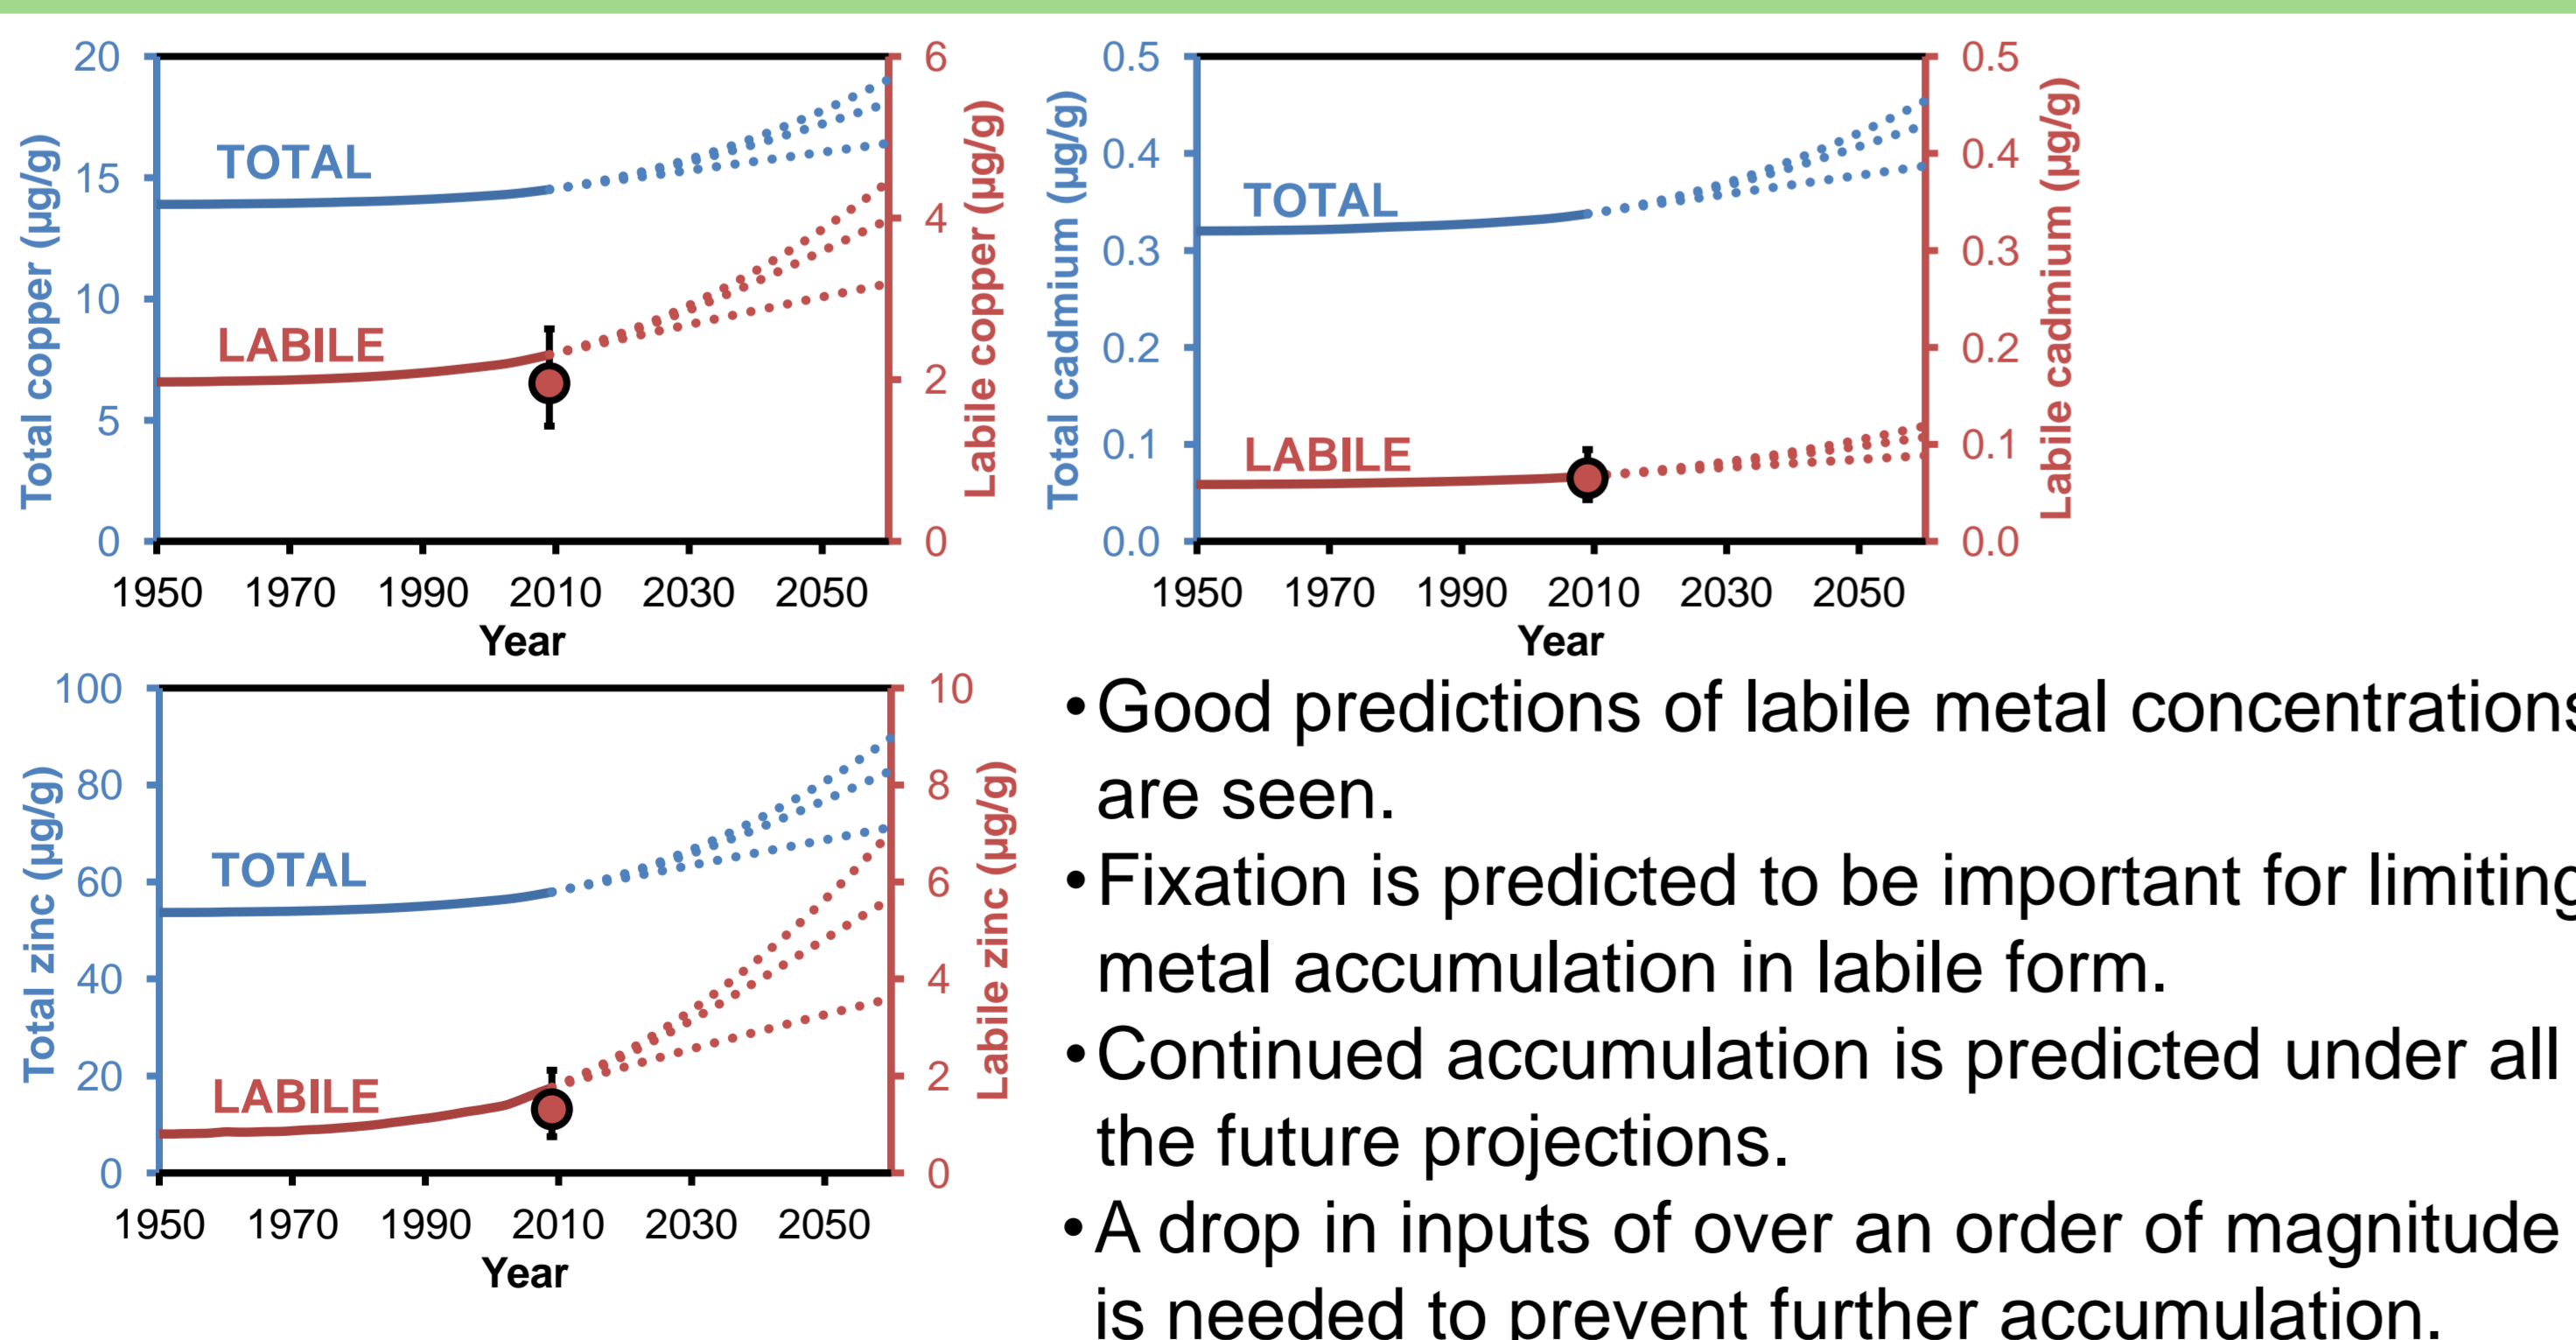 20
15
10
5
0
Total copper (µg/g)
TOTAL
LABILE
6
4
2
0
Labile copper (µg/g)
1950 1970 1990 2010 2030 2050
Year
0.5
0.4
0.3
0.2
0.1
0.0
Total cadmium (µg/g)
TOTAL
LABILE
0.5
0.4
0.3
0.2
0.1
0.0
Labile cadmium (µg/g)
1950 1970 1990 2010 2030 2050
Year
100
80
60
40
20
0
Total zinc (µg/g)
TOTAL
LABILE
10
8
6
4
2
0
Labile zinc (µg/g)
1950 1970 1990 2010 2030 2050
Year
•Good predictions of labile metal concentrations
are seen.
•Fixation is predicted to be important for limiting
metal accumulation in labile form.
•Continued accumulation is predicted under all
the future projections.
•A drop in inputs of over an order of magnitude
is needed to prevent further accumulation.